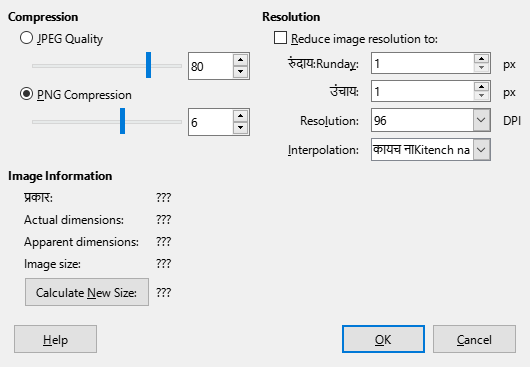 Compression
JPEG Quality
80
PNG Compression
6
Resolution
Reduce image resolution to:
रुंदाय:Runday: 1 px
उंचाय: 1 px
Resolution: 96 DPI
Interpolation: कायच नाKitench na
Image Information
प्रकार: ???
Actual dimensions: ???
Apparent dimensions: ???
Image size: ???
Calculate New Size: ???
Help
OK
Cancel